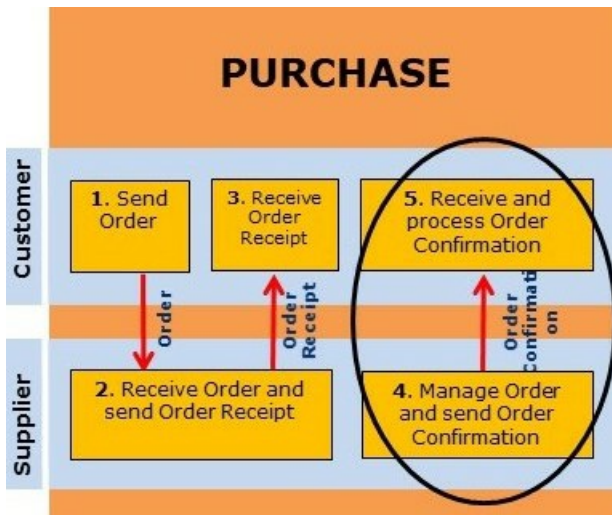 PURCHASE
Customer
1. Send
Order
3. Receive
Order
Receipt
5. Receive and
process Order
Confirmation
Order
Order
Receipt
Order
Confirmati
on
Supplier
2. Receive Order and
send Order Receipt
4. Manage Order
and send Order
Confirmation